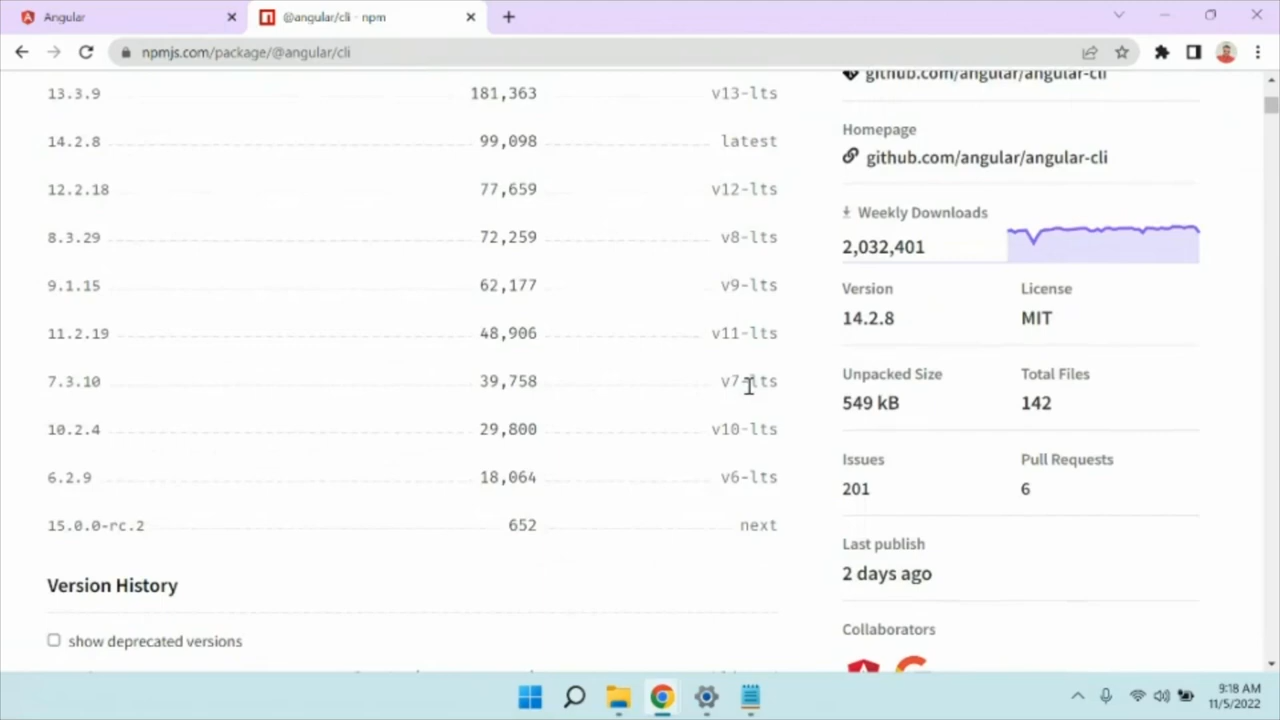 Angular
@angular/cli - npm
npmjs.com/package/@angular/cli
13.3.9 181,363 v13-lts
14.2.8 99,098 latest
12.2.18 77,659 v12-lts
8.3.29 72,259 v8-lts
9.1.15 62,177 v9-lts
11.2.19 48,906 v11-lts
7.3.10 39,758 v7-lts
10.2.4 29,800 v10-lts
6.2.9 18,064 v6-lts
15.0.0-rc.2 652 next
Version History
show deprecated versions
github.com/angular/angular-cli
Homepage
github.com/angular/angular-cli
Weekly Downloads
2,032,401
Version License
14.2.8 MIT
Unpacked Size Total Files
549 kB 142
Issues Pull Requests
201 6
Last publish
2 days ago
Collaborators
9:18 AM
11/5/2022